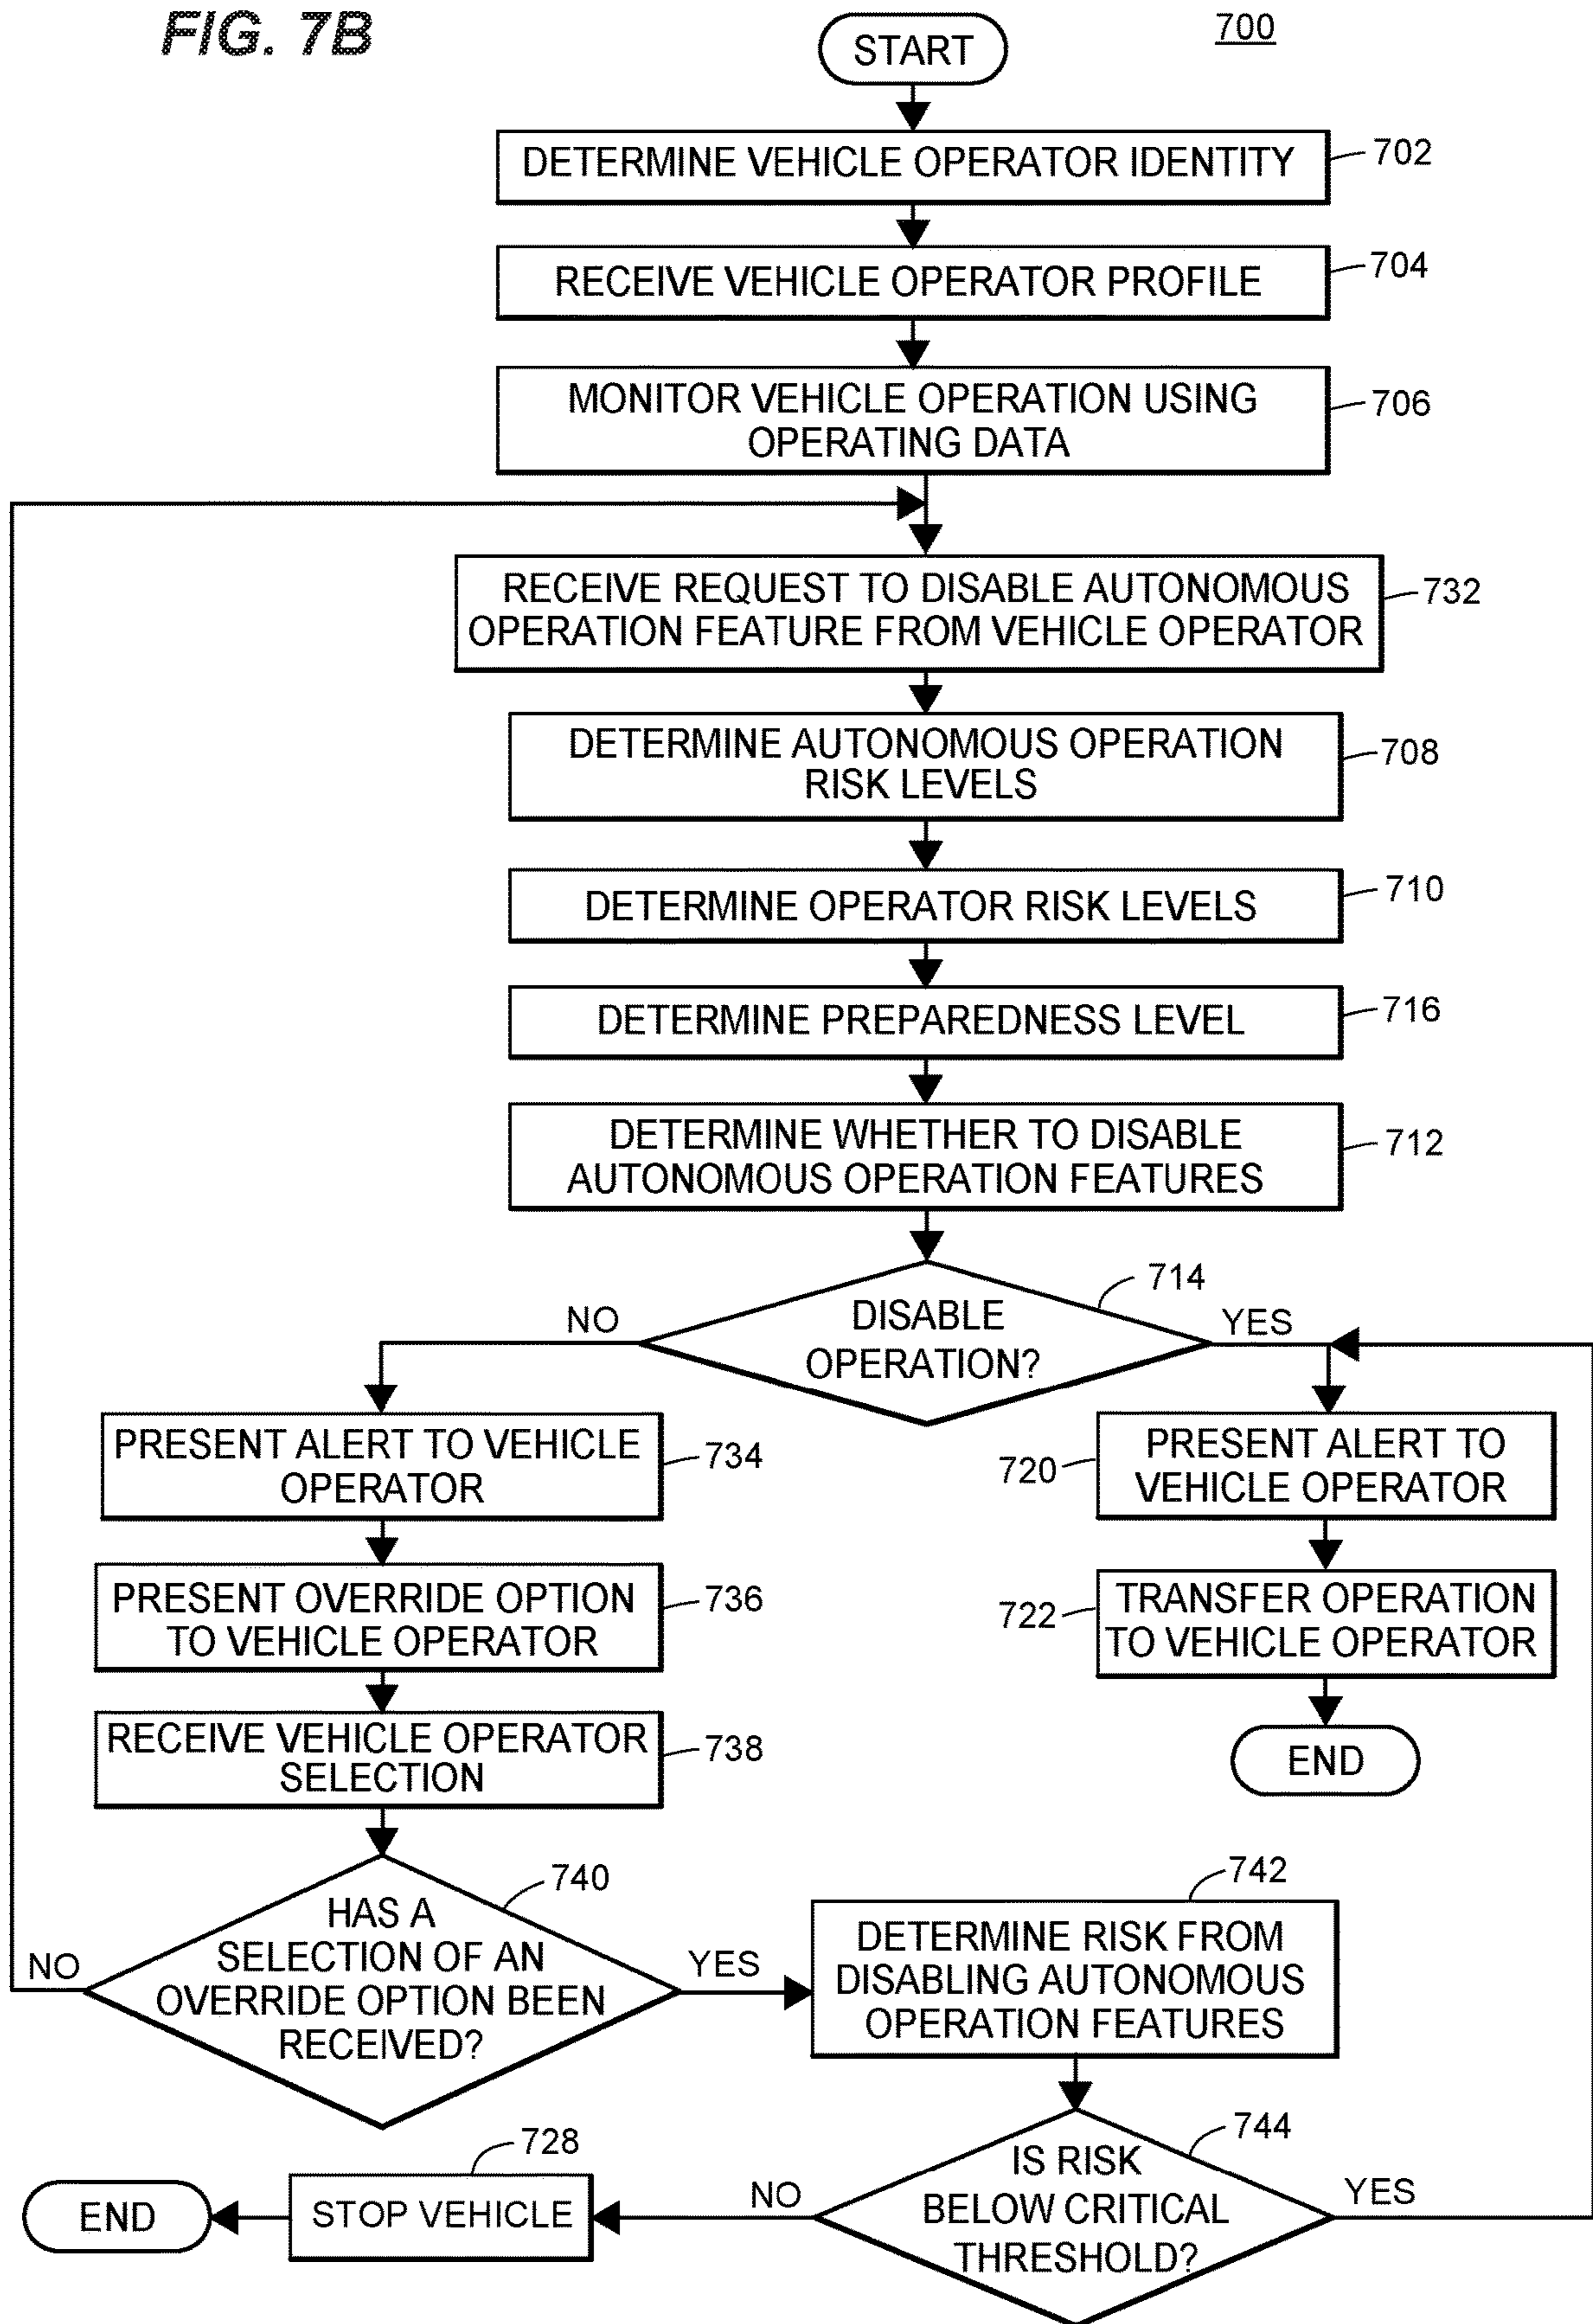 FIG. 7B
700
START
DETERMINE VEHICLE OPERATOR IDENTITY
702
RECEIVE VEHICLE OPERATOR PROFILE
704
MONITOR VEHICLE OPERATION USING
OPERATING DATA
706
RECEIVE REQUEST TO DISABLE AUTONOMOUS
OPERATION FEATURE FROM VEHICLE OPERATOR
732
DETERMINE AUTONOMOUS OPERATION
RISK LEVELS
708
DETERMINE OPERATOR RISK LEVELS
710
DETERMINE PREPAREDNESS LEVEL
716
DETERMINE WHETHER TO DISABLE
AUTONOMOUS OPERATION FEATURES
712
DISABLE
OPERATION?
714
NO
YES
PRESENT ALERT TO VEHICLE
OPERATOR
734
720
PRESENT ALERT TO
VEHICLE OPERATOR
PRESENT OVERRIDE OPTION
TO VEHICLE OPERATOR
736
722
TRANSFER OPERATION
TO VEHICLE OPERATOR
RECEIVE VEHICLE OPERATOR
SELECTION
738
END
HAS A
SELECTION OF AN
OVERRIDE OPTION BEEN
RECEIVED?
740
NO
YES
742
DETERMINE RISK FROM
DISABLING AUTONOMOUS
OPERATION FEATURES
IS RISK
BELOW CRITICAL
THRESHOLD?
744
NO
YES
728
STOP VEHICLE
END